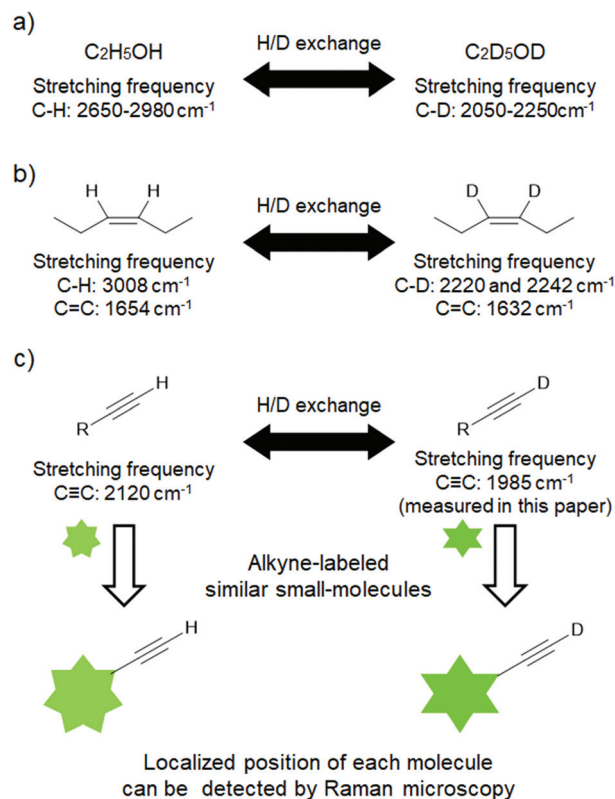 a)
C2H5OH
H/D exchange
C2D5OD
Stretching frequency
C-H: 2650-2980 cm-1
Stretching frequency
C-D: 2050-2250cm-1
b)
H H
H/D exchange
D D
Stretching frequency
C-H: 3008 cm-1
C=C: 1654 cm-1
Stretching frequency
C-D: 2220 and 2242 cm-1
C=C: 1632 cm-1
c)
H
R
H/D exchange
D
R
Stretching frequency
C≡C: 2120 cm-1
Stretching frequency
C≡C: 1985 cm-1
(measured in this paper)
Alkyne-labeled
similar small-molecules
H
D
Localized position of each molecule
can be detected by Raman microscopy